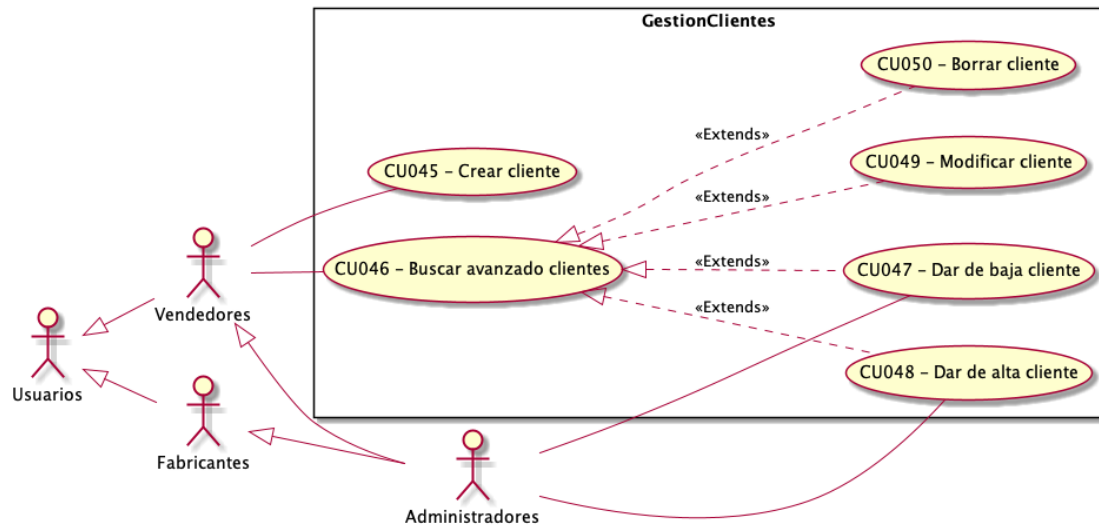 GestionClientes
CU050 – Borrar cliente
«Extends»
CU049 – Modificar cliente
CU045 – Crear cliente
«Extends»
CU046 – Buscar avanzado clientes
«Extends»
CU047 – Dar de baja cliente
«Extends»
Vendedores
CU048 – Dar de alta cliente
Usuarios
Fabricantes
Administradores